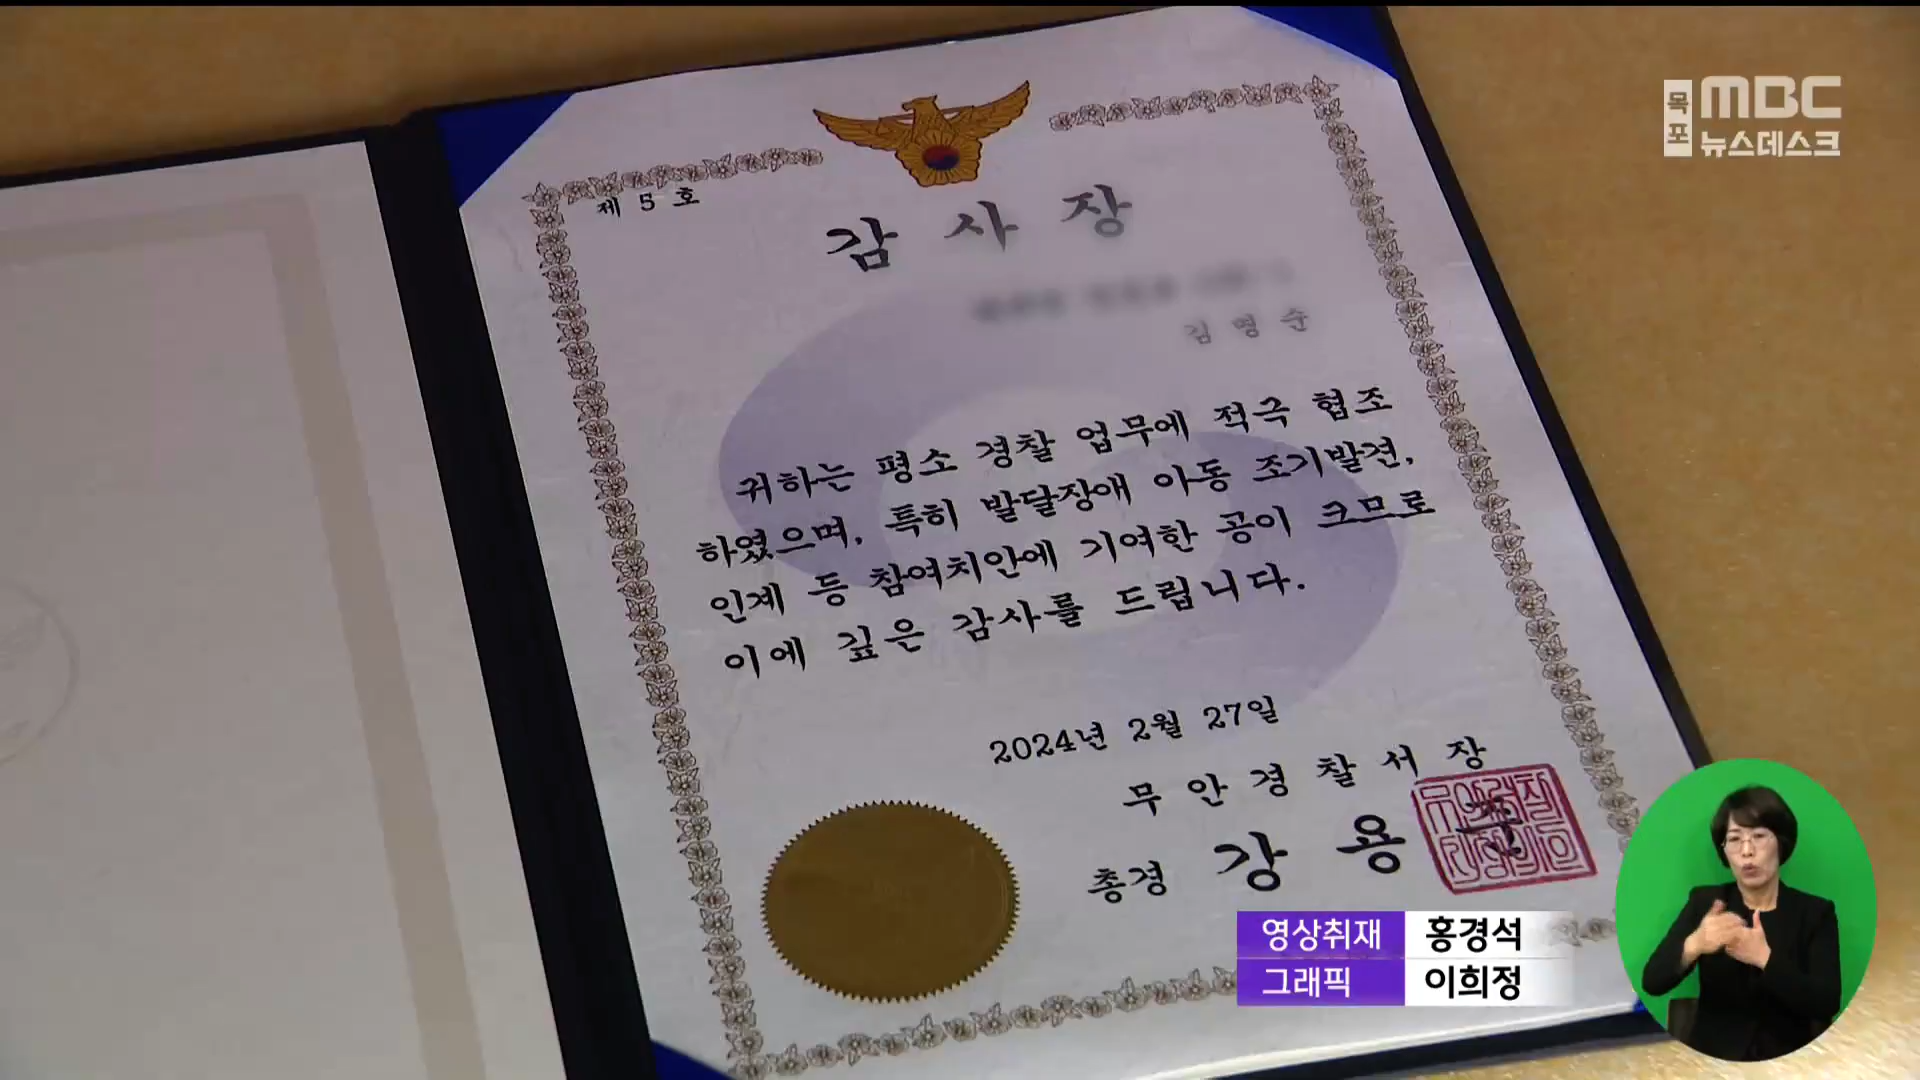 목포 MBC
뉴스데스크
제 5 호
감 사 장
김 명 순
귀하는 평소 경찰 업무에 적극 협조
하였으며, 특히 발달장애 아동 조기발견,
인계 등 참여치안에 기여한 공이 크므로
이에 깊은 감사를 드립니다.
2024년 2월 27일
무 안 경 찰 서 장
총경 강 용
영상취재 홍경석
그래픽 이희정